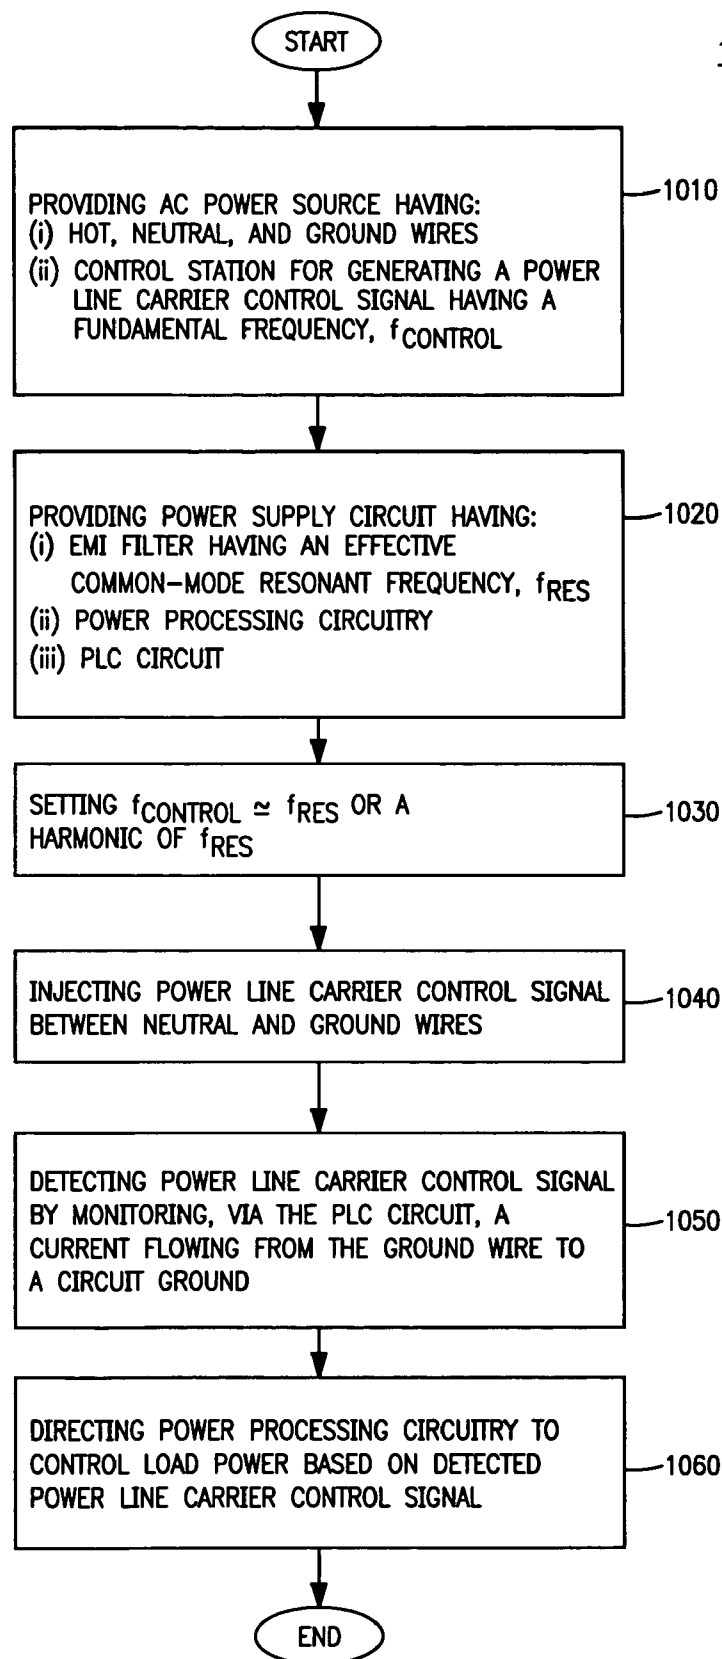 START
1010
PROVIDING AC POWER SOURCE HAVING:
(i) HOT, NEUTRAL, AND GROUND WIRES
(ii) CONTROL STATION FOR GENERATING A POWER
LINE CARRIER CONTROL SIGNAL HAVING A
FUNDAMENTAL FREQUENCY, fCONTROL
1020
PROVIDING POWER SUPPLY CIRCUIT HAVING:
(i) EMI FILTER HAVING AN EFFECTIVE
COMMON-MODE RESONANT FREQUENCY, fRES
(ii) POWER PROCESSING CIRCUITRY
(iii) PLC CIRCUIT
1030
SETTING fCONTROL ≃ fRES OR A
HARMONIC OF fRES
1040
INJECTING POWER LINE CARRIER CONTROL SIGNAL
BETWEEN NEUTRAL AND GROUND WIRES
1050
DETECTING POWER LINE CARRIER CONTROL SIGNAL
BY MONITORING, VIA THE PLC CIRCUIT, A
CURRENT FLOWING FROM THE GROUND WIRE TO
A CIRCUIT GROUND
1060
DIRECTING POWER PROCESSING CIRCUITRY TO
CONTROL LOAD POWER BASED ON DETECTED
POWER LINE CARRIER CONTROL SIGNAL
END